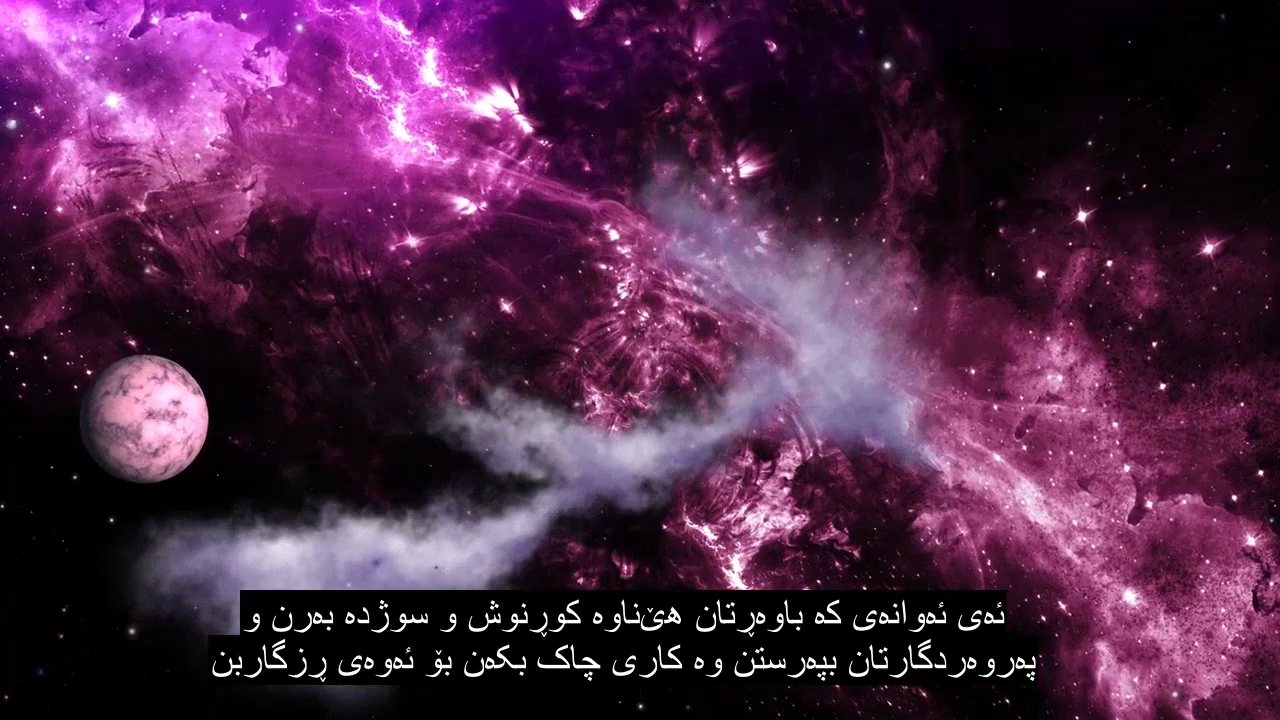 ئەی ئەوانەی کە باوەڕتان هێناوە کوڕنوش و سوژدە بەرن و
پەروەردگارتان بپەرستن وە کاری چاک بکەن بۆ ئەوەی ڕزگاربن